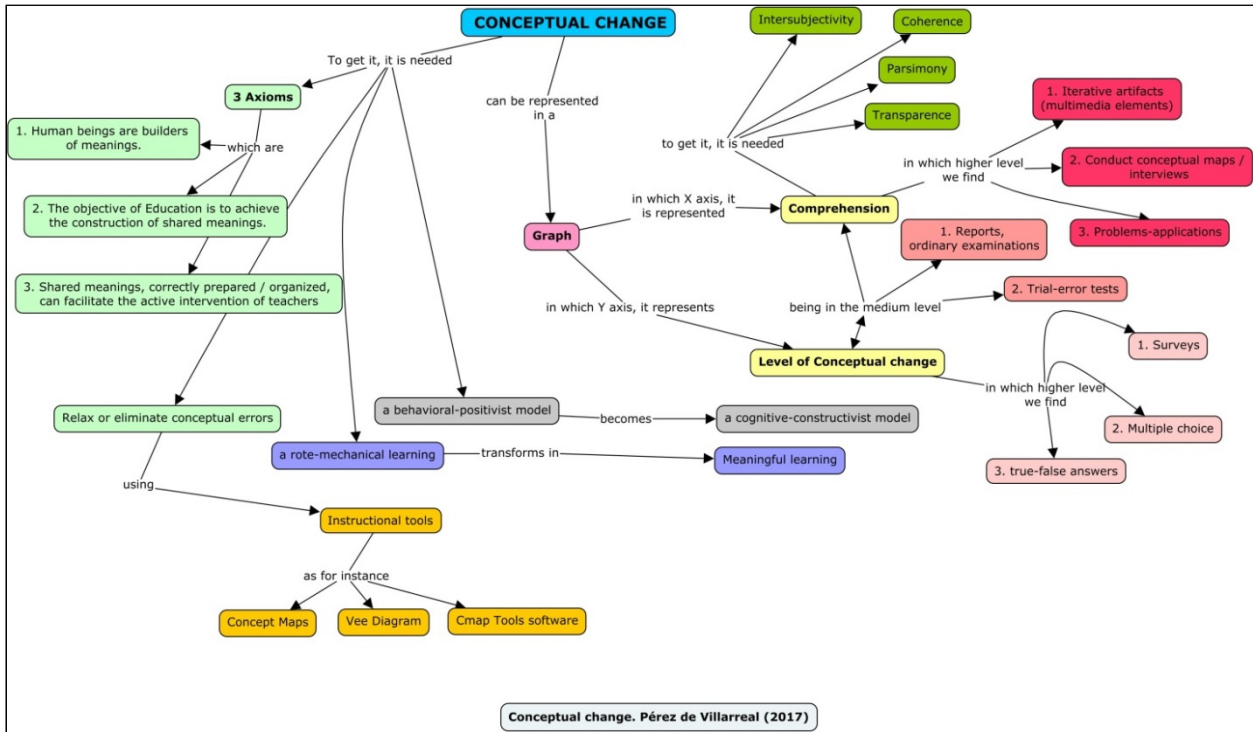 CONCEPTUAL CHANGE
To get it, it is needed
3 Axioms
which are
1. Human beings are builders
of meanings.
2. The objective of Education is to achieve
the construction of shared meanings.
3. Shared meanings, correctly prepared / organized,
can facilitate the active intervention of teachers
Relax or eliminate conceptual errors
using
Instructional tools
as for instance
Concept Maps
Vee Diagram
Cmap Tools software
a behavioral-positivist model
becomes
a cognitive-constructivist model
a rote-mechanical learning
transforms in
Meaningful learning
can be represented
in a
Graph
in which X axis, it
is represented
Comprehension
to get it, it is needed
Intersubjectivity
Coherence
Parsimony
Transparence
in which higher level
we find
1. Iterative artifacts
(multimedia elements)
2. Conduct conceptual maps /
interviews
3. Problems-applications
in which Y axis, it represents
Level of Conceptual change
being in the medium level
1. Reports,
ordinary examinations
2. Trial-error tests
in which higher level
we find
1. Surveys
2. Multiple choice
3. true-false answers
Conceptual change. Pérez de Villarreal (2017)